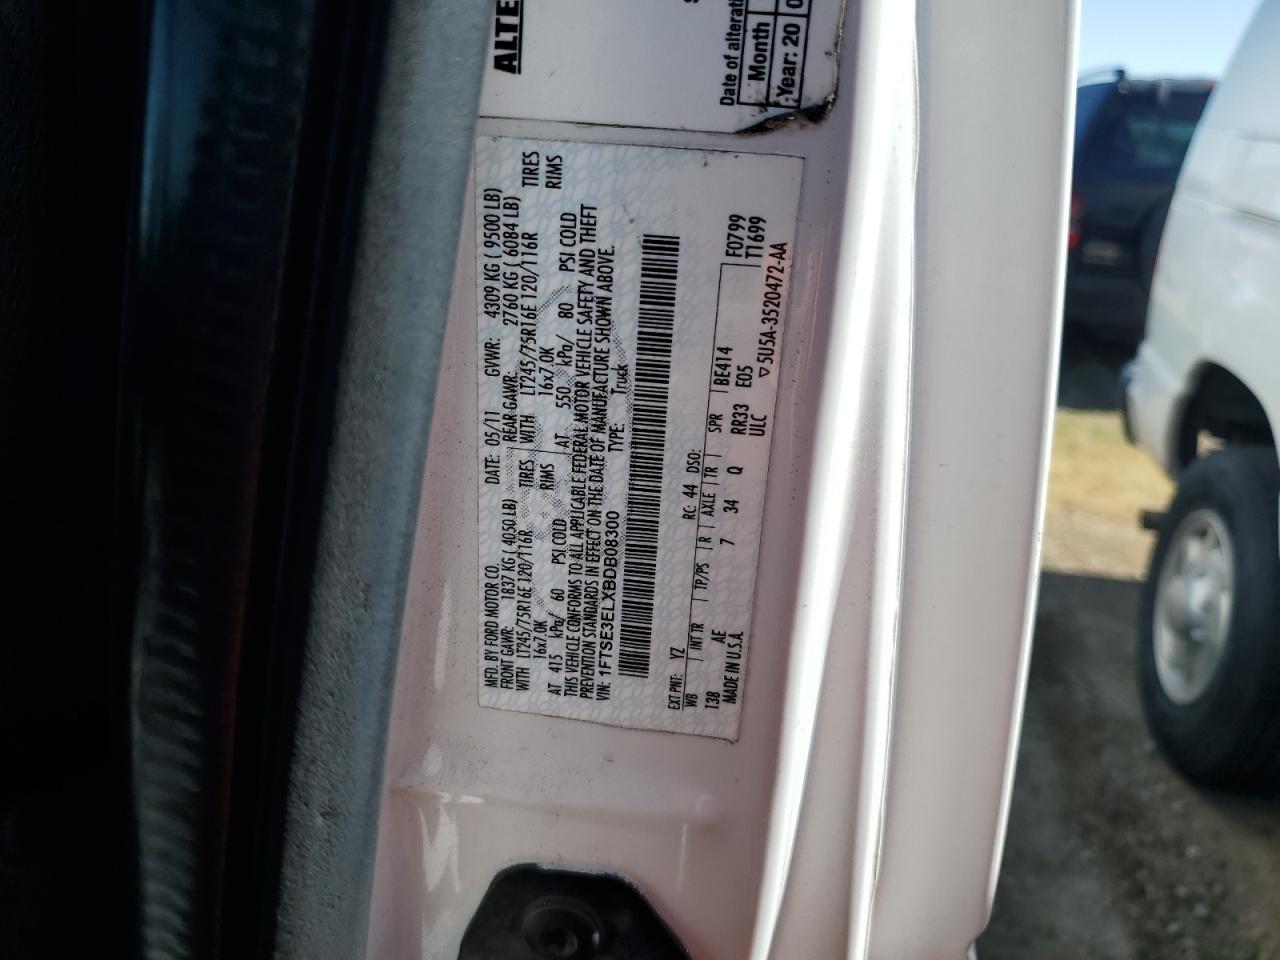 ALTE
Date of alteratio
Month
Year: 20 0
MFD. BY FORD MOTOR CO.
DATE: 05/11 GVWR: 4309 KG ( 9500 LB)
FRONT GAWR: 1837 KG ( 4050 LB) REAR GAWR: 2760 KG ( 6084 LB)
WITH LT245/75R16E 120/116R TIRES WITH LT245/75R16E 120/116R TIRES
16x7.0K RIMS 16x7.0K RIMS
AT 415 kPa/ 60 PSI COLD AT 550 kPa/ 80 PSI COLD
THIS VEHICLE CONFORMS TO ALL APPLICABLE FEDERAL MOTOR VEHICLE SAFETY AND THEFT
PREVENTION STANDARDS IN EFFECT ON THE DATE OF MANUFACTURE SHOWN ABOVE.
VIN: 1FTSE3ELXBDB08300 TYPE: Truck
EXT PNT: YZ RC: 44 DSO: F0799
WB INT TR TP/PS R AXLE TR SPR BE414 T1699
138 AE 7 34 Q RR33 E05
MADE IN U.S.A. ULC ▽5U5A-3520472-AA